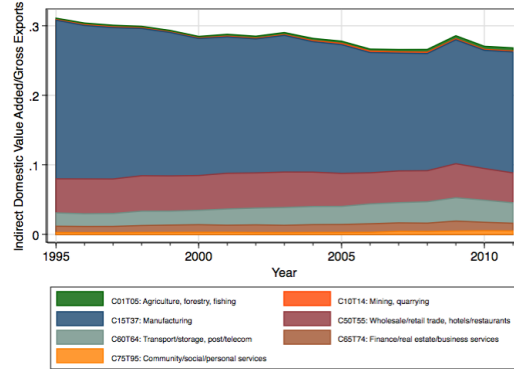 Indirect Domestic Value Added/Gross Exports
.3
.2
.1
0
1995
2000
2005
2010
Year
C01T05: Agriculture, forestry, fishing
C10T14: Mining, quarrying
C15T37: Manufacturing
C50T55: Wholesale/retail trade, hotels/restaurants
C60T64: Transport/storage, post/telecom
C65T74: Finance/real estate/business services
C75T95: Community/social/personal services